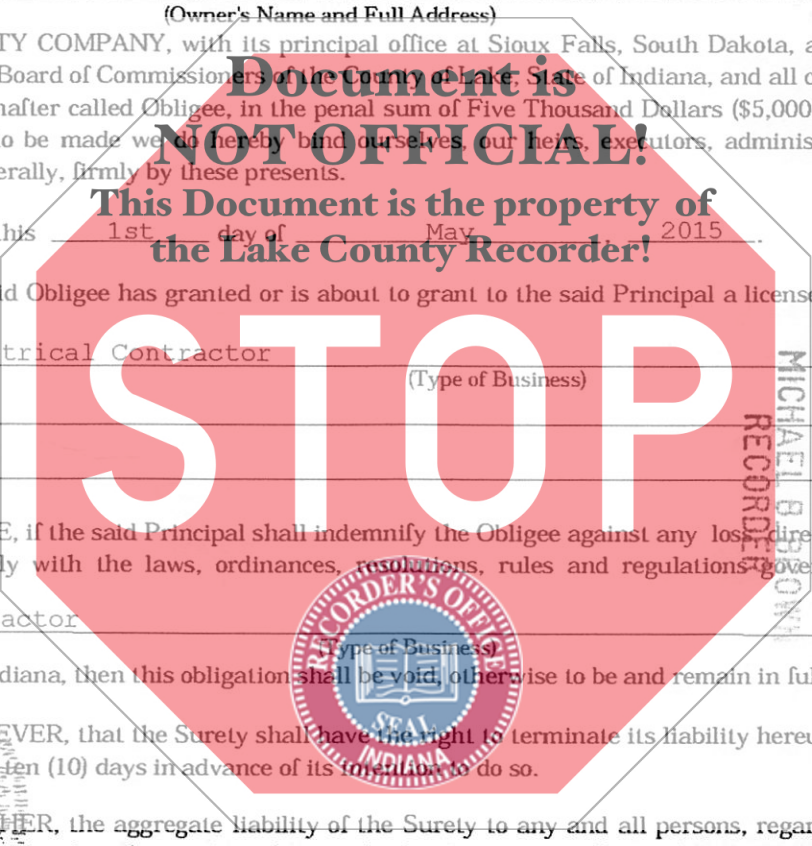 (Owner's Name and Full Address)
TY COMPANY, with its principal office at Sioux Falls, South Dakota, a
Board of Commissioners of the County of Lake, State of Indiana, and all o
Document is
nafter called Obligee, in the penal sum of Five Thousand Dollars ($5,000
o be made we do hereby bind ourselves, our heirs, executors, adminis
NOT OFFICIAL!
erally, firmly by these presents.
This Document is the property of
his 1st day of May , 2015 .
the Lake County Recorder!
id Obligee has granted or is about to grant to the said Principal a license
STOP
trical Contractor
(Type of Business)
MICHAEL B BROWN
RECORDER
E, if the said Principal shall indemnify the Obligee against any loss dire
ly with the laws, ordinances, resolutions, rules and regulations gove
actor
(Type of Business)
RECORDER'S OFFICE
SEAL
INDIANA
diana, then this obligation shall be void, otherwise to be and remain in ful
EVER, that the Surety shall have the right to terminate its liability hereu
ten (10) days in advance of its intention to do so.
HER, the aggregate liability of the Surety to any and all persons, regar